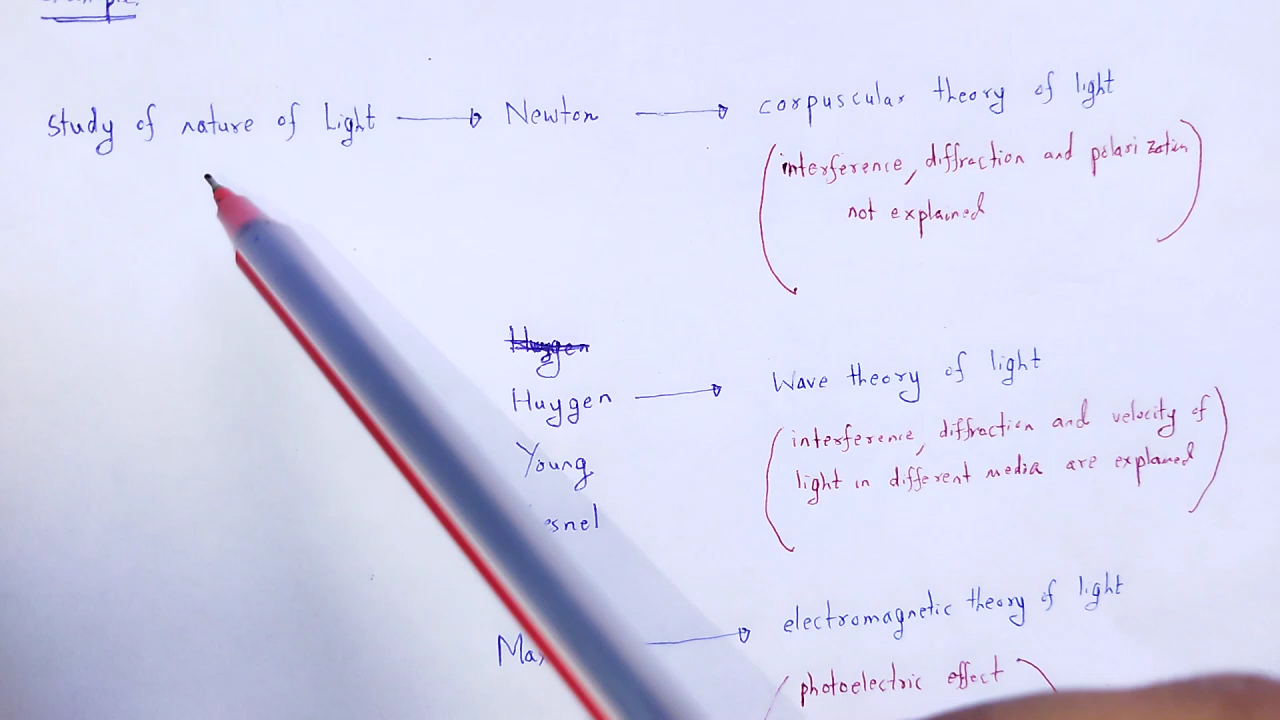 study of nature of Light → Newton → corpuscular theory of light
(interference, diffraction and polarization
not explained)
Huygen
Huygen → Wave theory of light
(interference, diffraction and velocity of
Young
light in different media are explained)
esnel
→ electromagnetic theory of light
Ma
(photoelectric effect)